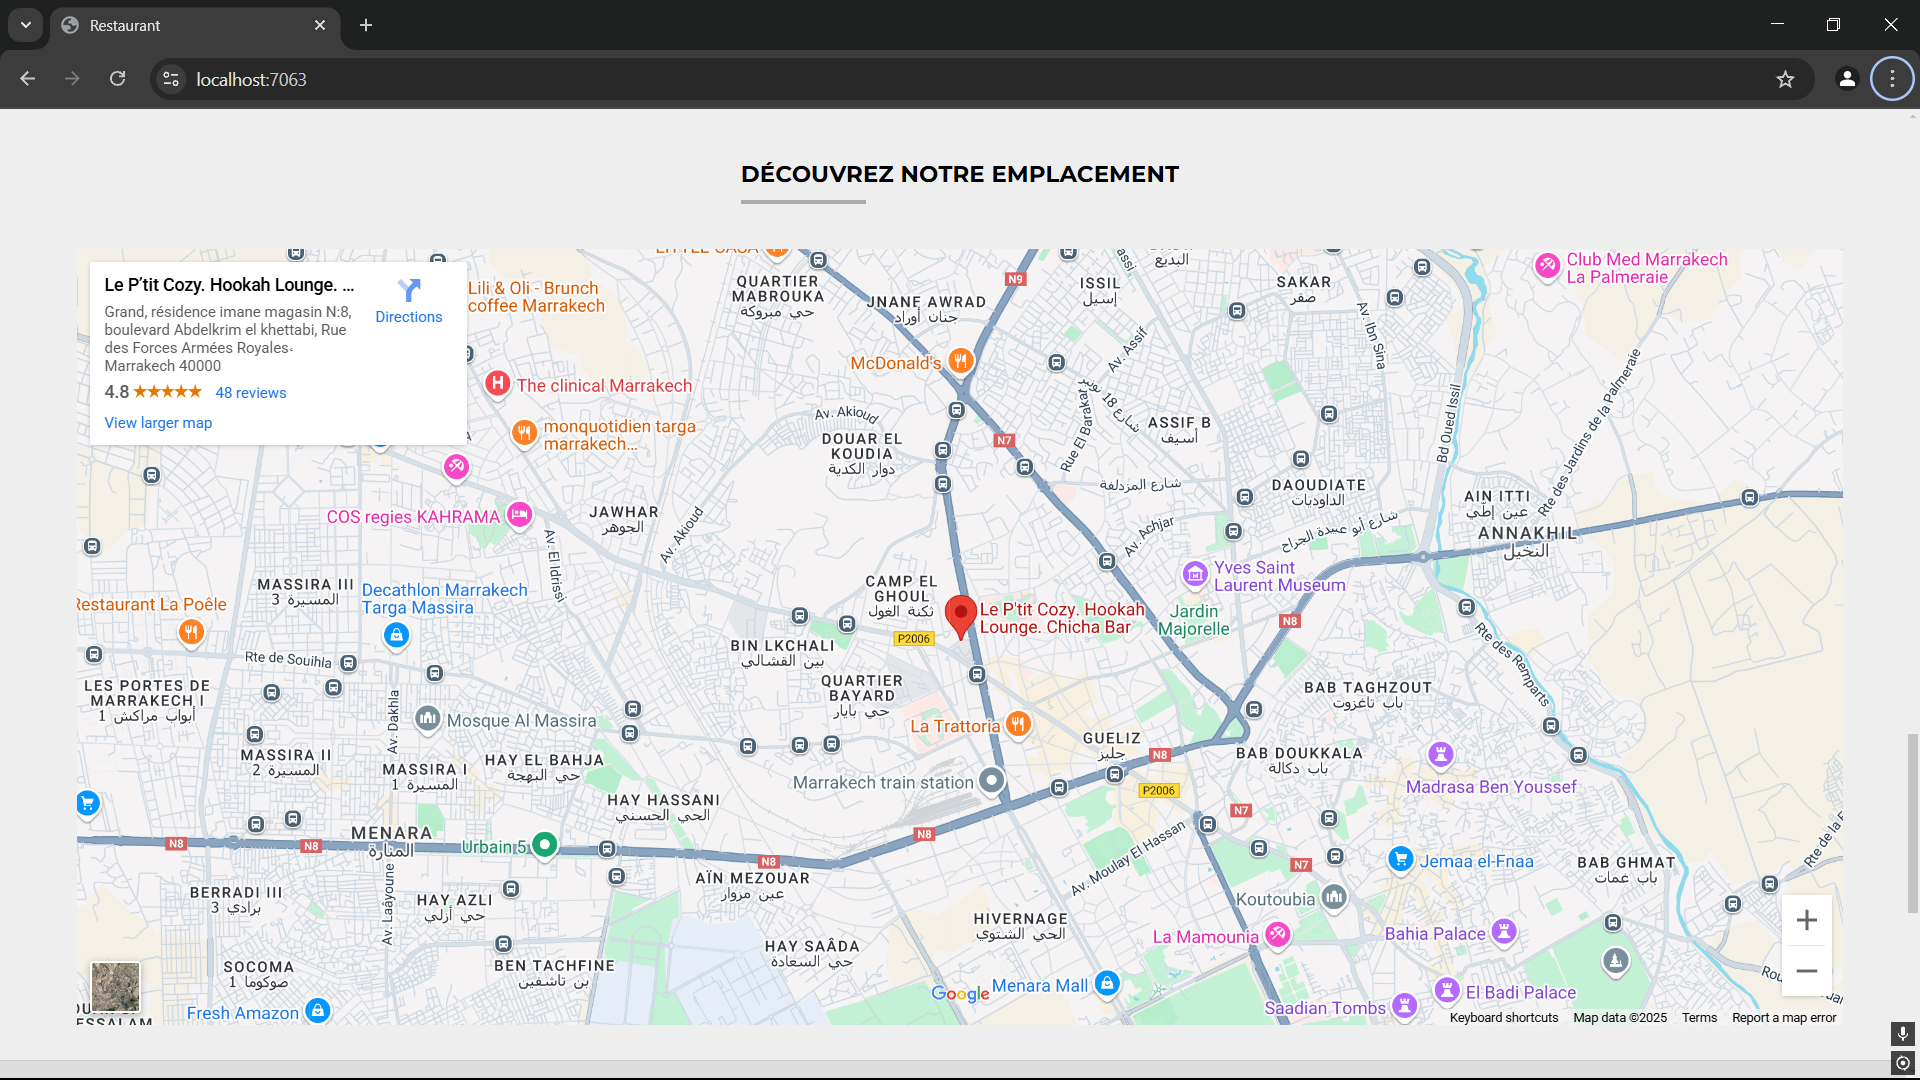 Restaurant
localhost:7063
DÉCOUVREZ NOTRE EMPLACEMENT
Le P'tit Cozy. Hookah Lounge. ...
Grand, résidence imane magasin N:8,
boulevard Abdelkrim el khettabi, Rue
des Forces Armées Royales،
Marrakech 40000
4.8
48 reviews
View larger map
Directions
Lili & Oli - Brunch
coffee Marrakech
QUARTIER
MABROUKA
حي مبروكة
JNANE AWRAD
جنان أوراد
N9
ISSIL
إسيل
البديع
SAKAR
صقر
Club Med Marrakech
La Palmeraie
Av. Ibn Sina
Av. Assif
McDonald's
The clinical Marrakech
monquotidien targa
marrakech...
Av. Akioud
DOUAR EL
KOUDIA
دوار الكدية
N7
Rue El Barakat
شارع 18 نونبر
ASSIF B
أسيف
Bd Oued Issil
Rte des Jardins de la Palmeraie
شارع المزدلفة
DAOUDIATE
الداوديات
AIN ITTI
عين إطي
ANNAKHIL
النخيل
COS regies KAHRAMA
JAWHAR
الجوهر
Av. Akioud
Av. El Idrissi
Av. Achjar
شارع أبو عبيدة الجراح
MASSIRA III
المسيرة 3
Decathlon Marrakech
Targa Massira
Restaurant La Poêle
CAMP EL
GHOUL
ثكنة الغول
Yves Saint
Laurent Museum
Jardin
Majorelle
Le P'tit Cozy. Hookah
Lounge. Chicha Bar
P2006
N8
BIN LKCHALI
بين القشالي
Rte de Souihla
Rte des Remparts
LES PORTES DE
MARRAKECH I
أبواب مراكش 1
QUARTIER
BAYARD
حي بايار
BAB TAGHZOUT
باب تاغزوت
Av. Dakhla
Mosque Al Massira
La Trattoria
GUELIZ
جليز
N8
BAB DOUKKALA
باب دكالة
MASSIRA II
المسيرة 2
MASSIRA I
المسيرة 1
HAY EL BAHJA
حي البهجة
Marrakech train station
P2006
Madrasa Ben Youssef
HAY HASSANI
الحي الحسني
N7
MENARA
المنارة
N8
N8
Urbain 5
N8
N8
Av. Moulay El Hassan
N7
Jemaa el-Fnaa
BAB GHMAT
باب غمات
AÏN MEZOUAR
عين مزوار
BERRADI III
برادي 3
Av. Laâyoune
HAY AZLI
حي أزلي
Koutoubia
HIVERNAGE
الحي الشتوي
La Mamounia
Bahia Palace
HAY SAÂDA
حي السعادة
SOCOMA
صوكوما 1
BEN TACHFINE
بن تاشفين
Google
Menara Mall
El Badi Palace
Saadian Tombs
Fresh Amazon
Keyboard shortcuts
Map data ©2025
Terms
Report a map error